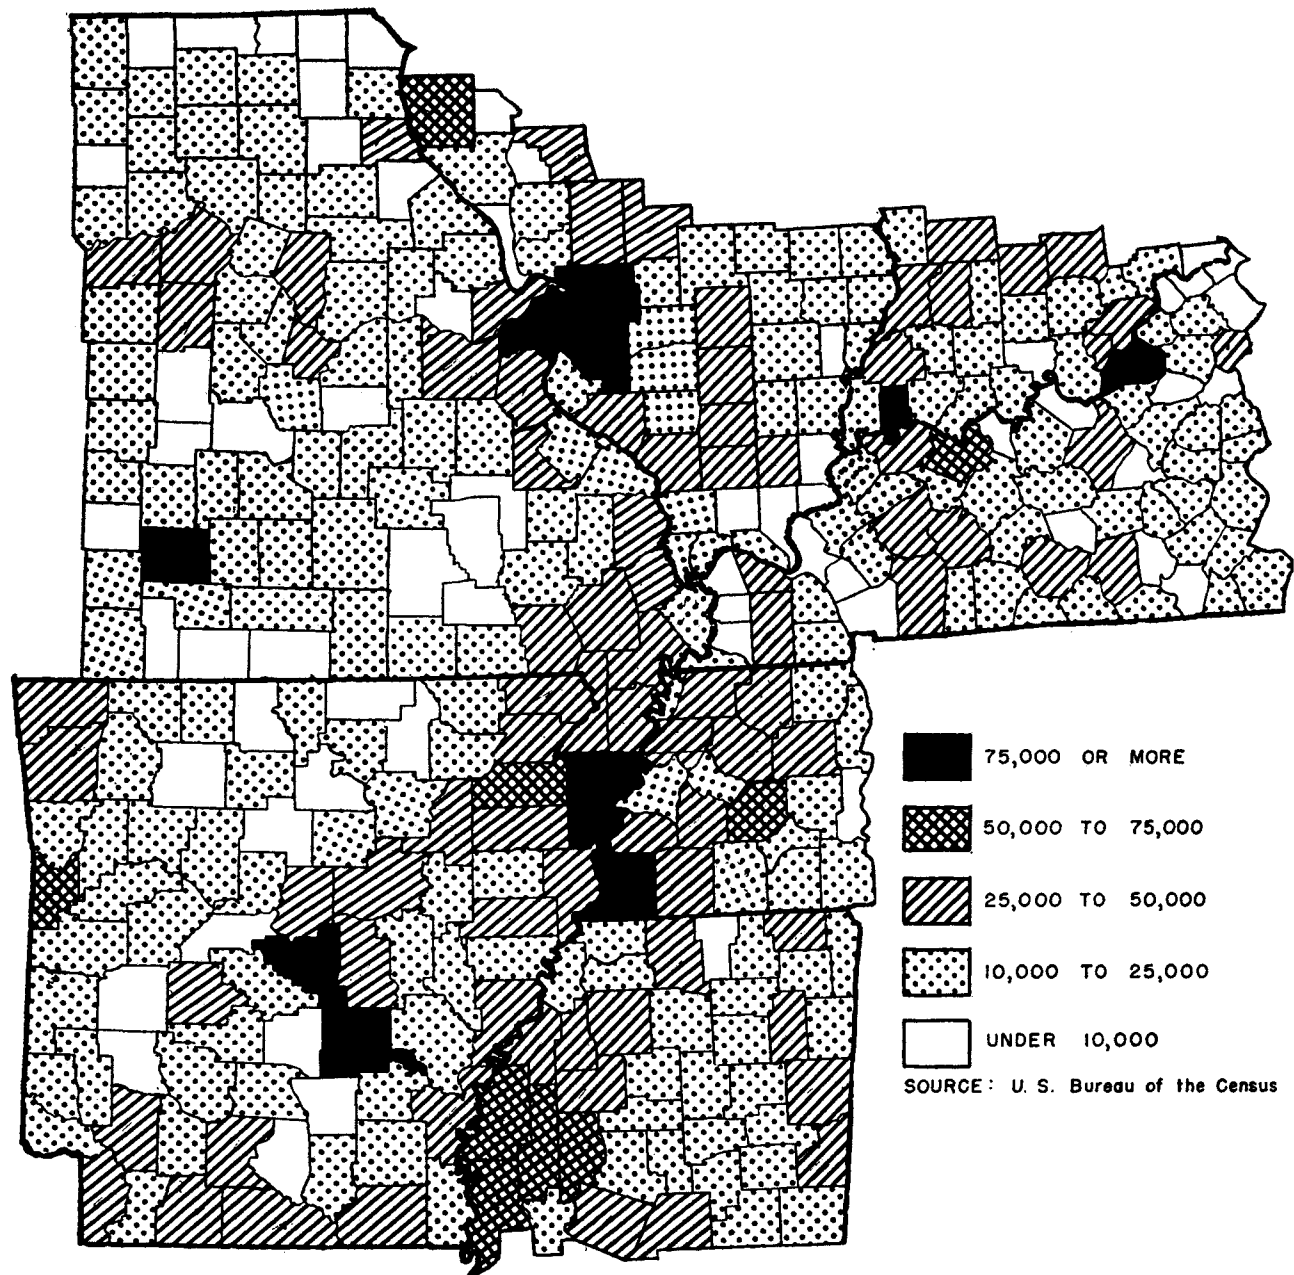 75,000 OR MORE
50,000 TO 75,000
25,000 TO 50,000
10,000 TO 25,000
UNDER 10,000
SOURCE: U. S. Bureau of the Census